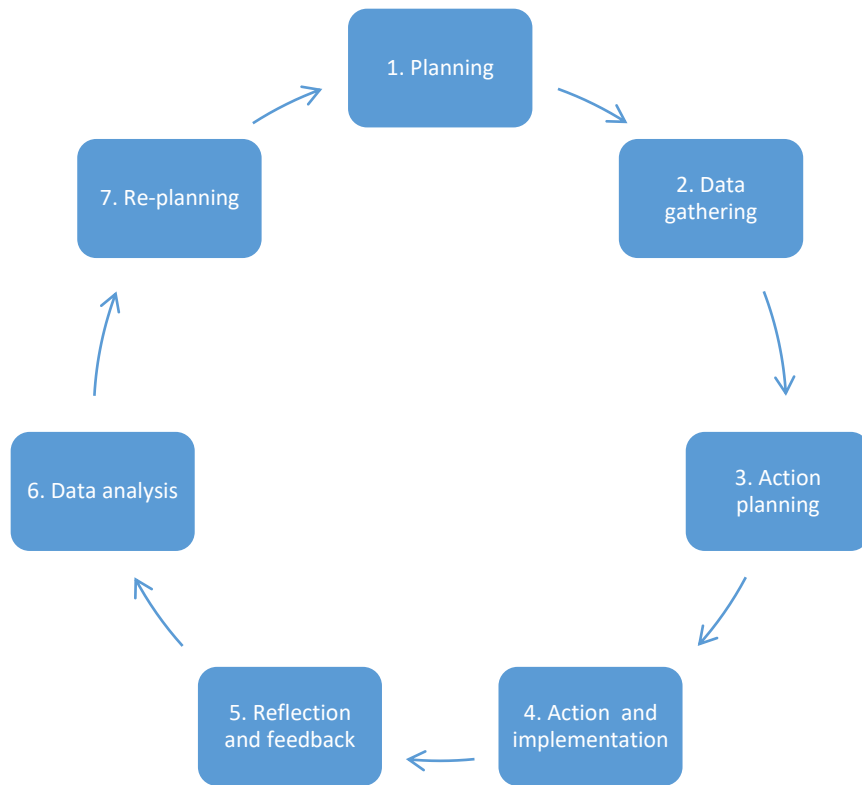 1. Planning
2. Data
gathering
3. Action
planning
4. Action  and
implementation
5. Reflection
and feedback
6. Data analysis
7. Re-planning